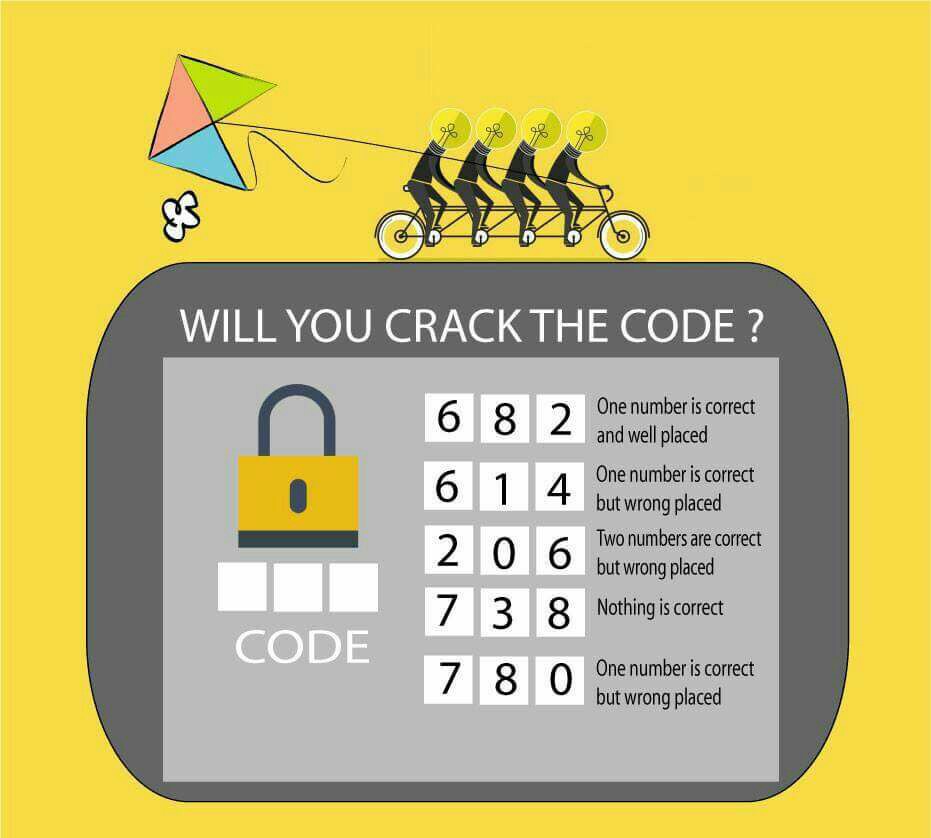 WILL YOU CRACK THE CODE ?
6 8 2 One number is correct
and well placed
6 1 4 One number is correct
but wrong placed
2 0 6 Two numbers are correct
but wrong placed
7 3 8 Nothing is correct
7 8 0 One number is correct
but wrong placed
CODE